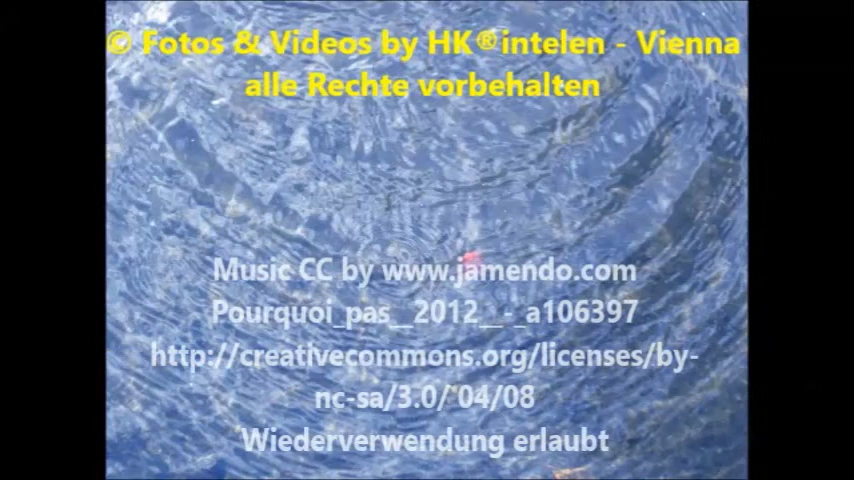 © Fotos & Videos by HK®intelen - Vienna
alle Rechte vorbehalten
Music CC by www.jamendo.com
Pourquoi_pas__2012__-_a106397
http://creativecommons.org/licenses/by-
nc-sa/3.0/ 04/08
Wiederverwendung erlaubt